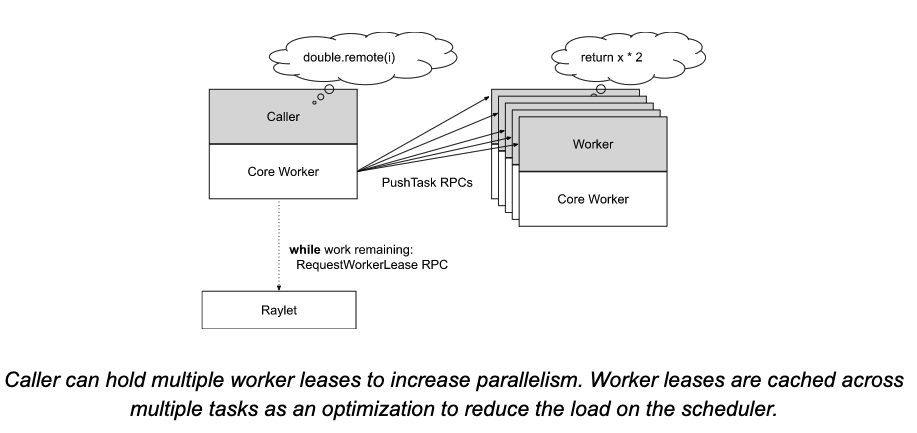 double.remote(i)
return x * 2
Caller
Core Worker
PushTask RPCs
Worker
Core Worker
while work remaining:
RequestWorkerLease RPC
Raylet
Caller can hold multiple worker leases to increase parallelism. Worker leases are cached across
multiple tasks as an optimization to reduce the load on the scheduler.